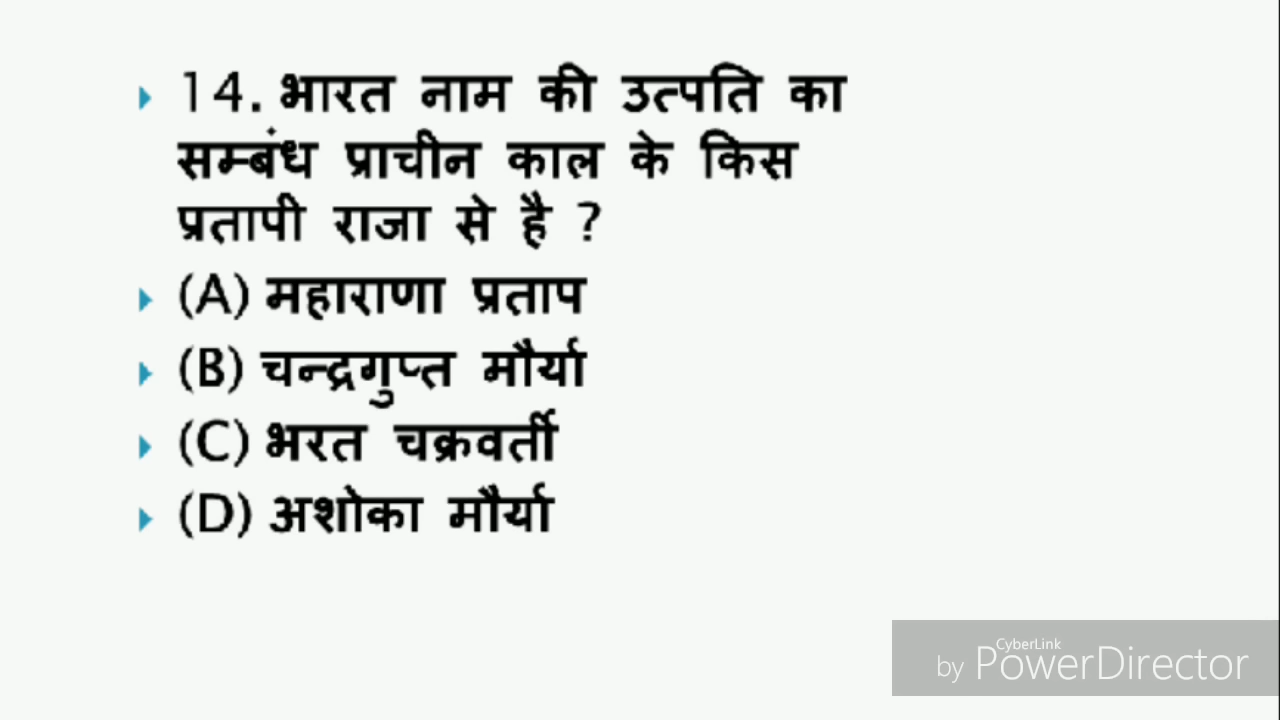 14. भारत नाम की उत्पति का
सम्बंध प्राचीन काल के किस
प्रतापी राजा से है ?
(A) महाराणा प्रताप
(B) चन्द्रगुप्त मौर्या
(C) भरत चक्रवर्ती
(D) अशोका मौर्या
CyberLink
by PowerDirector